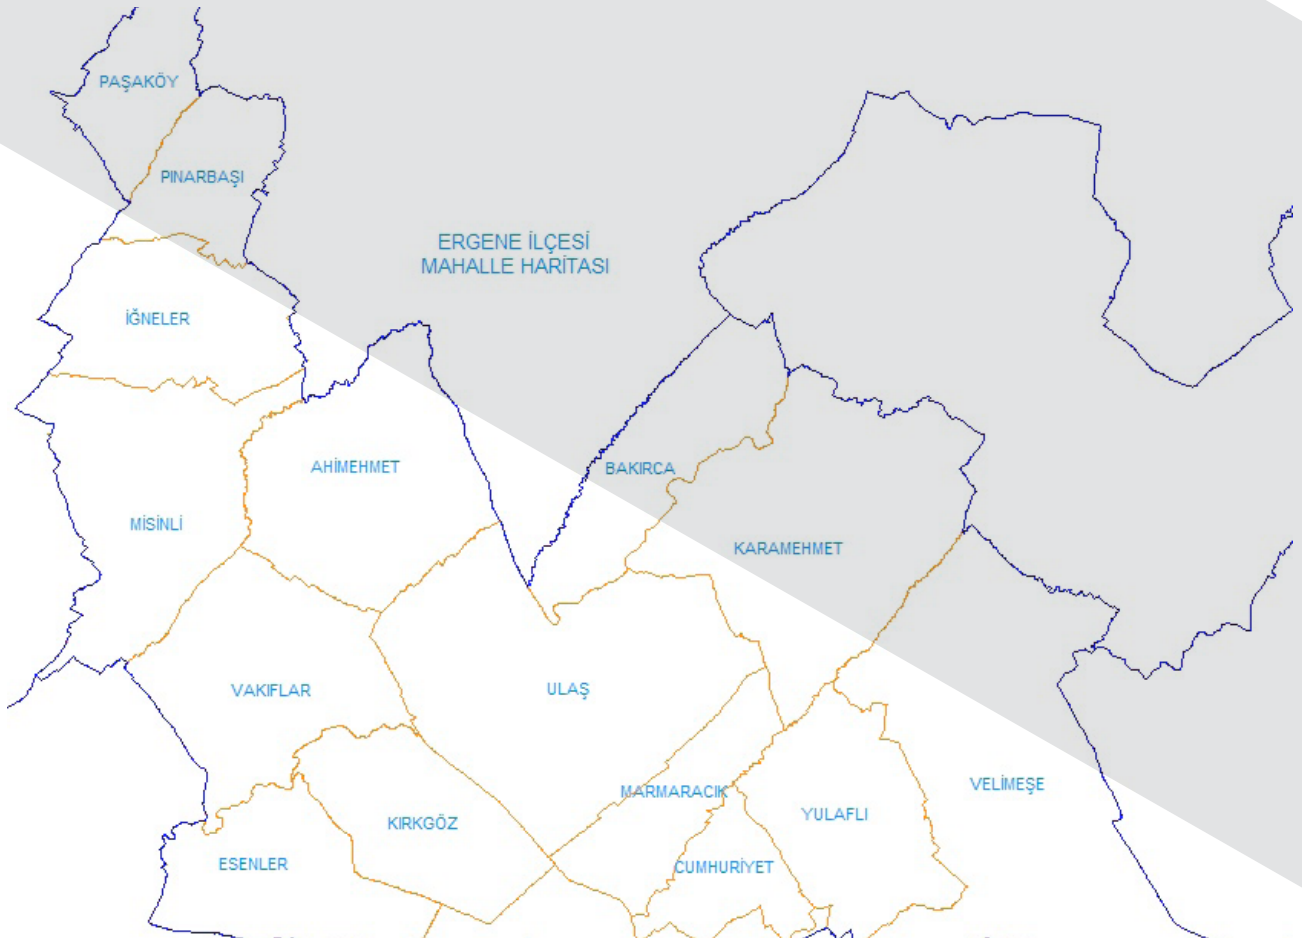 PAŞAKÖY
PINARBAŞI
ERGENE İLÇESİ
MAHALLE HARİTASI
İĞNELER
AHİMEHMET
BAKIRCA
MİSİNLİ
KARAMEHMET
VAKIFLAR
ULAŞ
MARMARACIK
VELİMEŞE
YULAFLI
KIRKGÖZ
ESENLER
CUMHURİYET